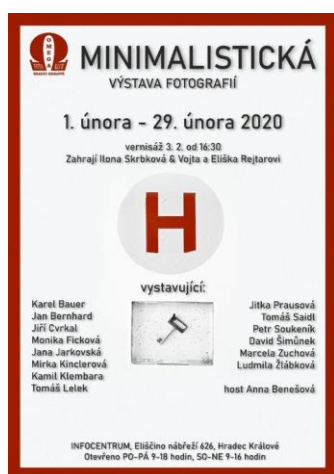 OMEGA
HRADEC KRÁLOVÉ
MINIMALISTICKÁ
VÝSTAVA FOTOGRAFIÍ
1. února - 29. února 2020
vernisáž 3. 2. od 16:30
Zahrají Ilona Skrbková & Vojta a Eliška Rejtarovi
H
vystavující:
Karel Bauer
Jan Bernhard
Jiří Cvrkal
Monika Ficková
Jana Jarkovská
Mirka Kinclerová
Kamil Klembara
Tomáš Lelek
Jitka Prausová
Tomáš Saidl
Petr Soukeník
David Šimůnek
Marcela Zuchová
Ludmila Žlábková
host Anna Benešová
INFOCENTRUM, Eliščino nábřeží 626, Hradec Králové
Otevřeno PO-PÁ 9-18 hodin, SO-NE 9-16 hodin